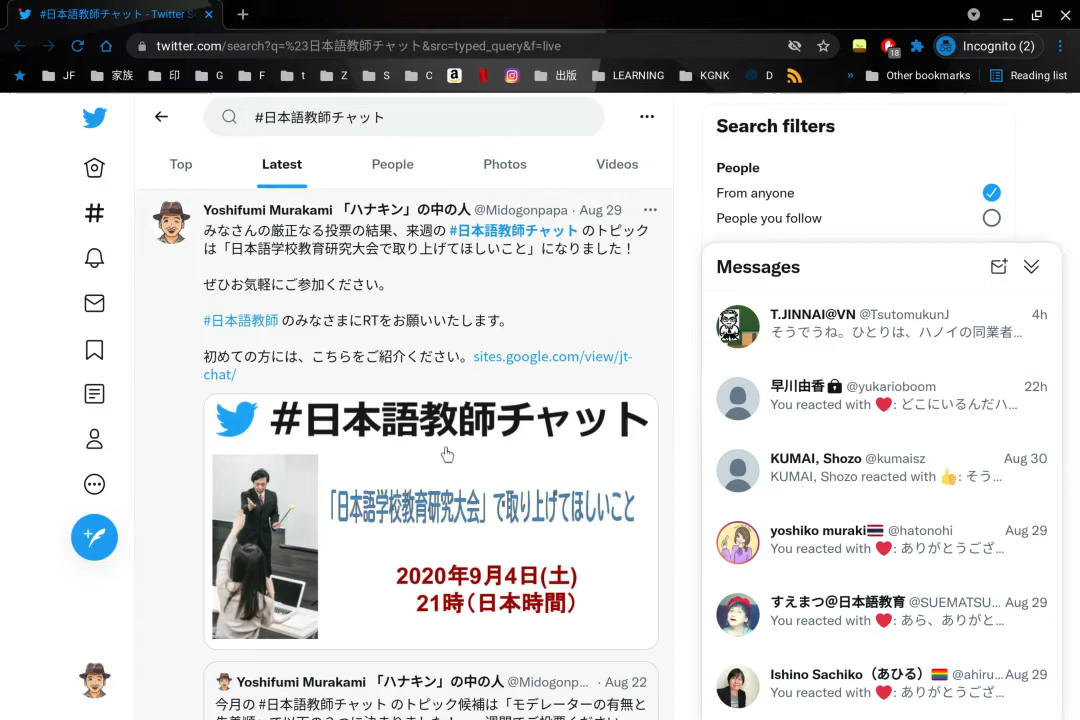 #日本語教師チャット - Twitter S
twitter.com/search?q=%23日本語教師チャット&src=typed_query&f=live
18
Incognito (2)
JF
家族
印
G
F
t
Z
S
C
a
出版
LEARNING
KGNK
D
»
Other bookmarks
Reading list
#日本語教師チャット
Top
Latest
People
Photos
Videos
Yoshifumi Murakami 「ハナキン」の中の人 @Midogonpapa · Aug 29
みなさんの厳正なる投票の結果、来週の #日本語教師チャット のトピック
は「日本語学校教育研究大会で取り上げてほしいこと」になりました！
ぜひお気軽にご参加ください。
#日本語教師 のみなさまにRTをお願いいたします。
初めての方には、こちらをご紹介ください。sites.google.com/view/jt-
chat/
#日本語教師チャット
「日本語学校教育研究大会」で取り上げてほしいこと
2020年9月4日(土)
21時（日本時間）
Yoshifumi Murakami 「ハナキン」の中の人 @Midogonp... · Aug 22
今月の #日本語教師チャット のトピック候補は「モデレーターの有無と
Search filters
People
From anyone
People you follow
Messages
T.JINNAI@VN @TsutomukunJ 4h
そうでうね。ひとりは、ハノイの同業者…
早川由香 @yukarioboom 22h
You reacted with ❤️: どこにいるんだハ…
KUMAI, Shozo @kumaisz Aug 30
KUMAI, Shozo reacted with 👍: そう…
yoshiko muraki🇹🇭 @hatonohi Aug 29
You reacted with ❤️: ありがとうござ…
すえまつ＠日本語教育 @SUEMATSU... Aug 29
You reacted with ❤️: あら、ありがと…
Ishino Sachiko（あひる）🏳️‍🌈 @ahiru... Aug 29
You reacted with ❤️: ありがとうござ…